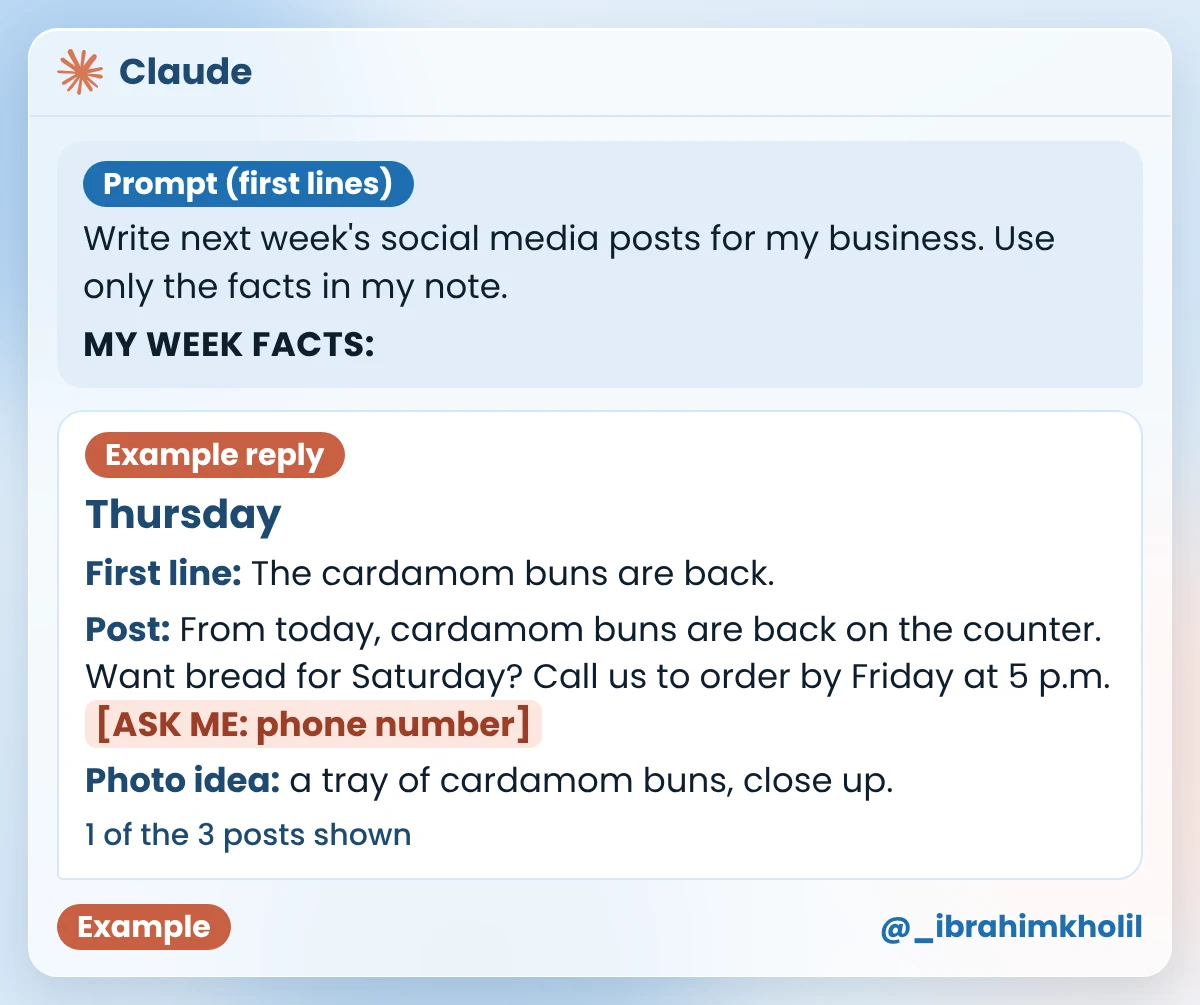 Claude
Prompt (first lines)
Write next week's social media posts for my business. Use
only the facts in my note.
MY WEEK FACTS:
Example reply
Thursday
First line: The cardamom buns are back.
Post: From today, cardamom buns are back on the counter.
Want bread for Saturday? Call us to order by Friday at 5 p.m.
[ASK ME: phone number]
Photo idea: a tray of cardamom buns, close up.
1 of the 3 posts shown
Example
@_ibrahimkholil